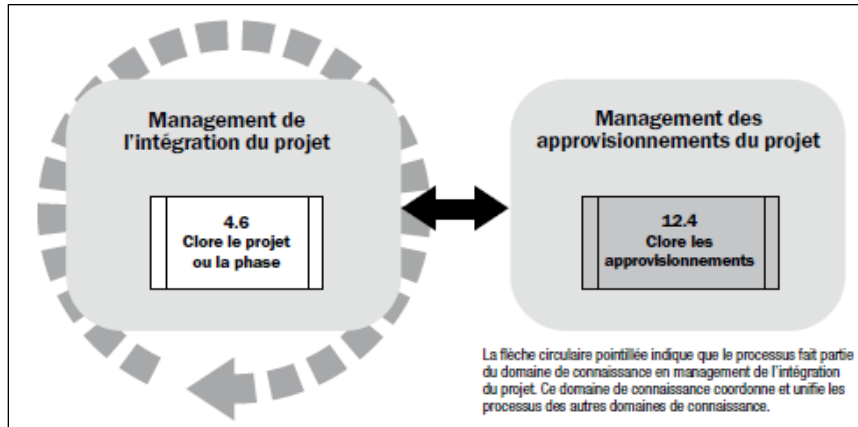 Management de
l'intégration du projet
4.6
Clore le projet
ou la phase
Management des
approvisionnements du projet
12.4
Clore les
approvisionnements
La flèche circulaire pointillée indique que le processus fait partie
du domaine de connaissance en management de l'intégration
du projet. Ce domaine de connaissance coordonne et unifie les
processus des autres domaines de connaissance.